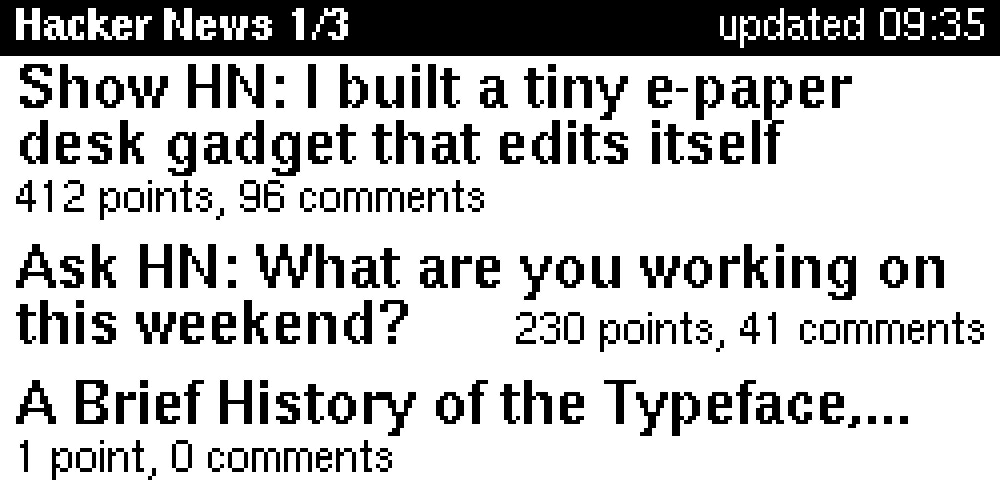 Hacker News 1/3 updated 09:35
Show HN: I built a tiny e-paper
desk gadget that edits itself
412 points, 96 comments
Ask HN: What are you working on
this weekend? 230 points, 41 comments
A Brief History of the Typeface,...
1 point, 0 comments